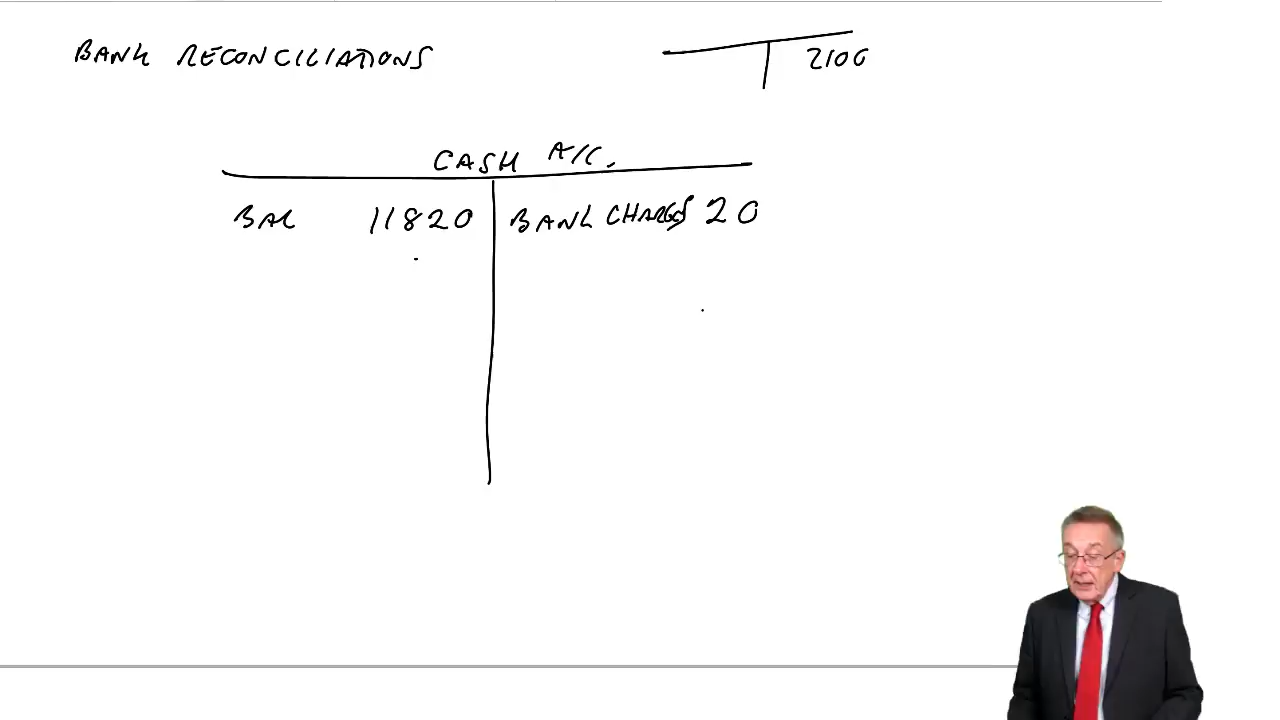 BANK RECONCILIATIONS
2100
CASH A/C.
BAL 11820 BANK CHARGES 20